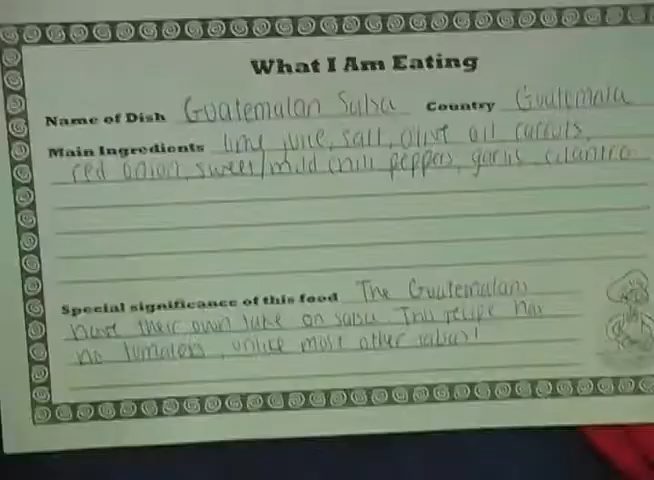 What I Am Eating
Name of Dish Guatemalan Salsa Country Guatemala
Main Ingredients lime juice, salt, olive oil carrots,
red onion, sweet/mild chili peppers, garlic cilantro
Special significance of this food The Guatemalans
have their own take on salsa. This recipe has
no tomatoes, unlike most other salsas!